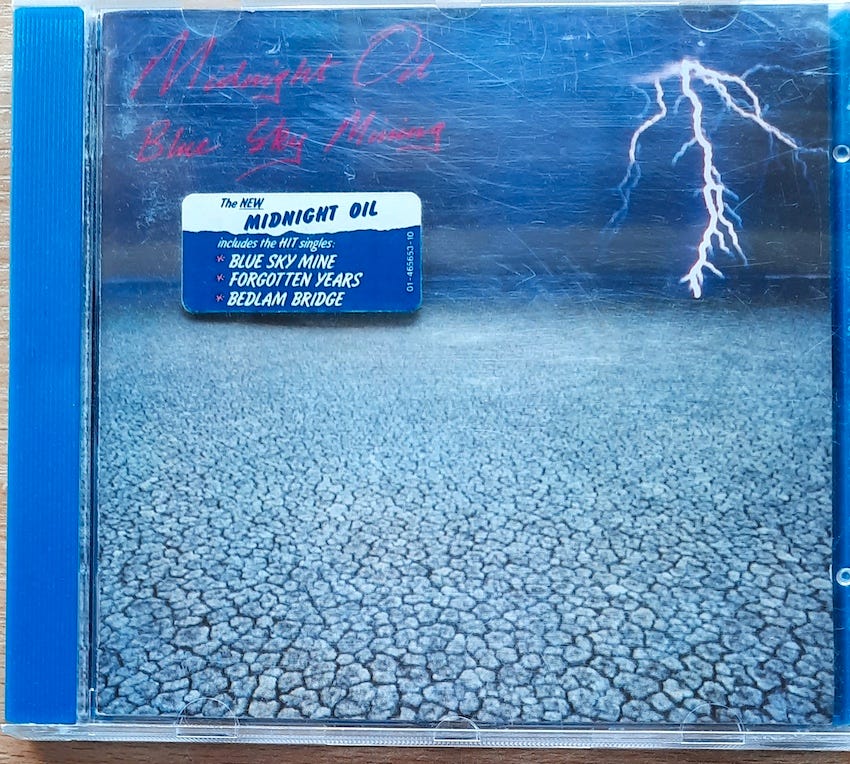 Midnight Oil
Blue Sky Mining
The NEW
MIDNIGHT OIL
includes the HIT singles:
* BLUE SKY MINE
* FORGOTTEN YEARS
* BEDLAM BRIDGE
01-465653-10